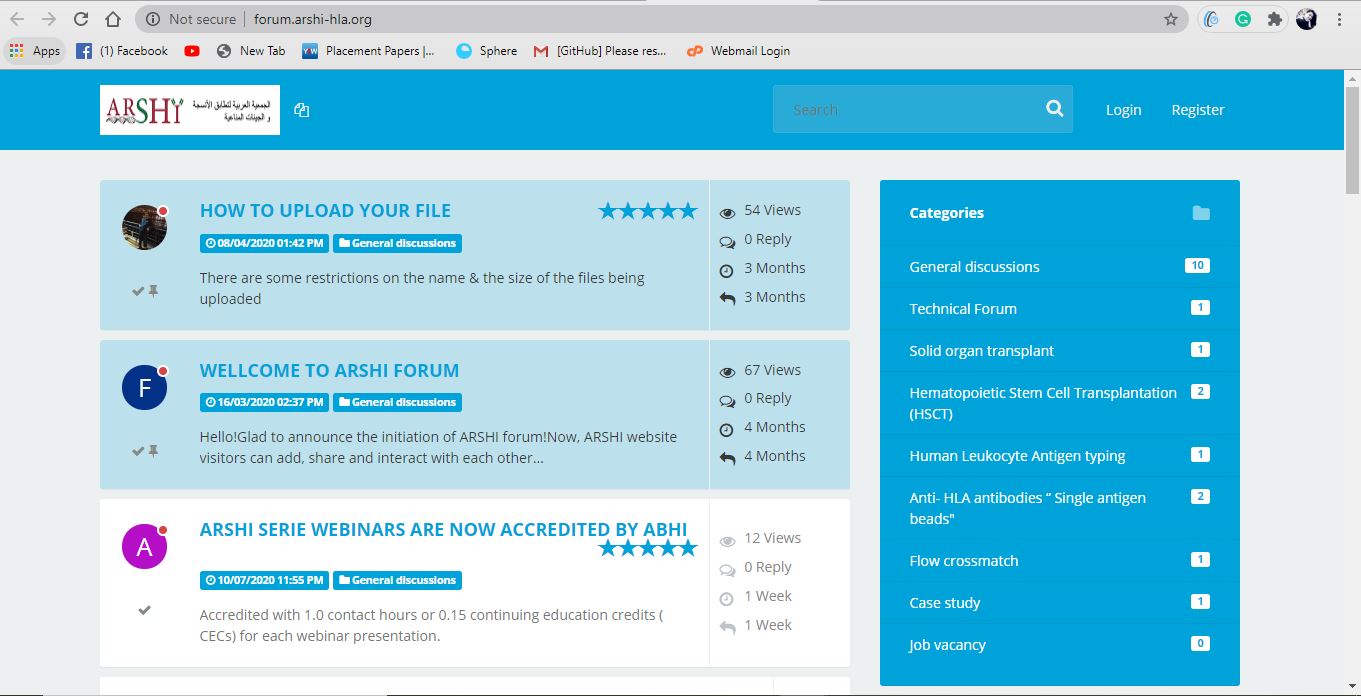 Not secure
forum.arshi-hla.org
Apps
(1) Facebook
New Tab
YW
Placement Papers |...
Sphere
[GitHub] Please res...
cP
Webmail Login
ARSHI
الجمعية العربية لتطابق الأنسجة
و الجينات المناعية
Search
Login
Register
HOW TO UPLOAD YOUR FILE
08/04/2020 01:42 PM
General discussions
There are some restrictions on the name & the size of the files being
uploaded
54 Views
0 Reply
3 Months
3 Months
F
WELLCOME TO ARSHI FORUM
16/03/2020 02:37 PM
General discussions
Hello!Glad to announce the initiation of ARSHI forum!Now, ARSHI website
visitors can add, share and interact with each other...
67 Views
0 Reply
4 Months
4 Months
A
ARSHI SERIE WEBINARS ARE NOW ACCREDITED BY ABHI
10/07/2020 11:55 PM
General discussions
Accredited with 1.0 contact hours or 0.15 continuing education credits (
CECs) for each webinar presentation.
12 Views
0 Reply
1 Week
1 Week
Categories
General discussions 10
Technical Forum 1
Solid organ transplant 1
Hematopoietic Stem Cell Transplantation 2
(HSCT)
Human Leukocyte Antigen typing 1
Anti- HLA antibodies “ Single antigen 2
beads"
Flow crossmatch 1
Case study 1
Job vacancy 0